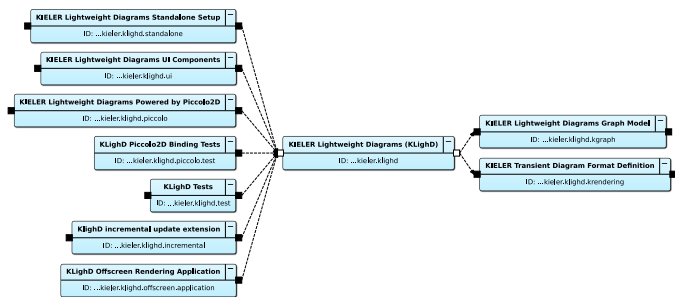 KIELER Lightweight Diagrams Standalone Setup
ID: ...kieler.klighd.standalone
KIELER Lightweight Diagrams UI Components
ID: ...kieler.klighd.ui
KIELER Lightweight Diagrams Powered by Piccolo2D
ID: ...kieler.klighd.piccolo
KLighD Piccolo2D Binding Tests
ID: ...kieler.klighd.piccolo.test
KLighD Tests
ID: ...kieler.klighd.test
KlighD incremental update extension
ID: ...kieler.klighd.incremental
KLighD Offscreen Rendering Application
ID: ...kieler.klighd.offscreen.application
KIELER Lightweight Diagrams (KLighD)
ID: ...kieler.klighd
KIELER Lightweight Diagrams Graph Model
ID: ...kieler.klighd.kgraph
KIELER Transient Diagram Format Definition
ID: ...kieler.klighd.krendering